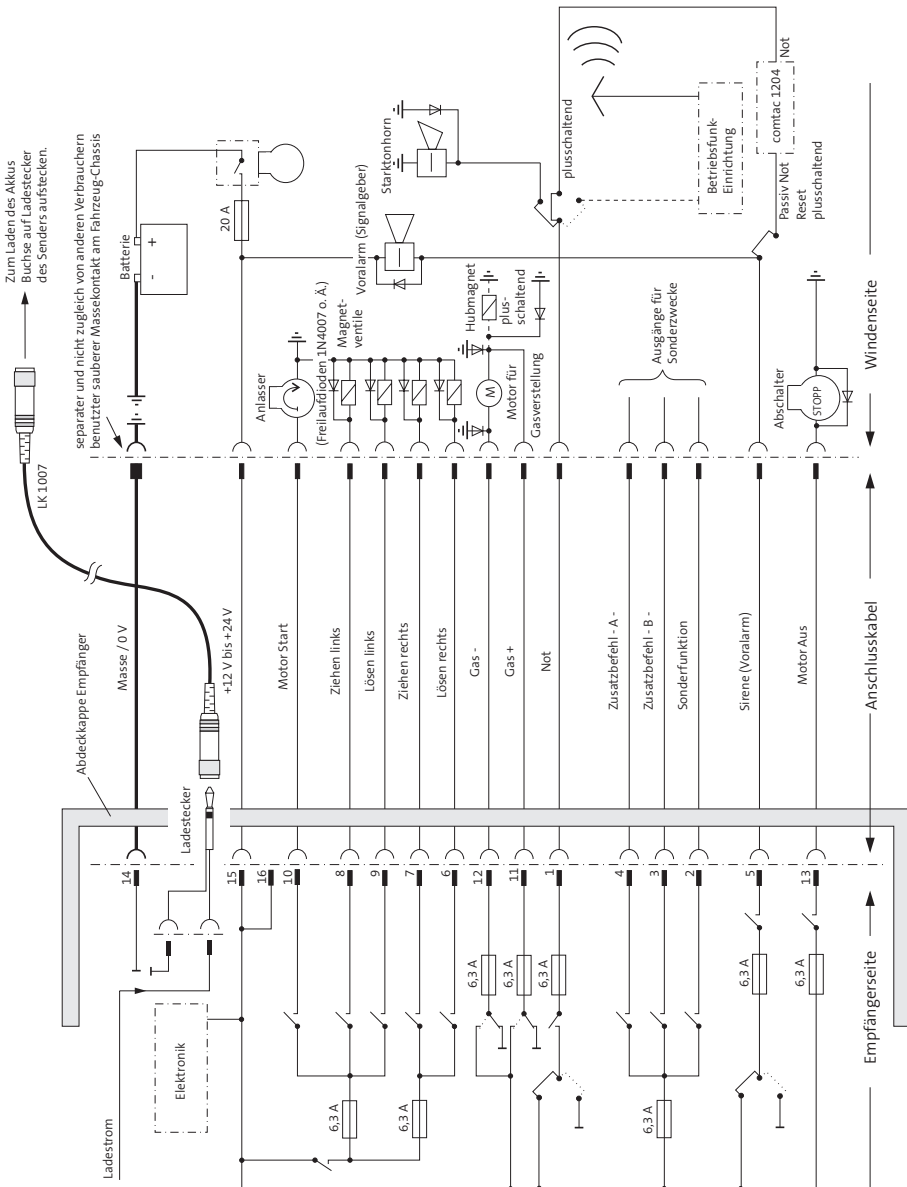 Zum Laden des Akkus
Buchse auf Ladestecker
des Senders aufstecken.
LK 1007
separater und nicht zugleich von anderen Verbrauchern
benutzter sauberer Massekontakt am Fahrzeug-Chassis
Batterie
-
+
20 A
Anlasser
(Freilaufdioden 1N4007 o. Ä.)
Magnet-
ventile
Voralarm (Signalgeber)
Starktonhorn
Hubmagnet
plus-
schaltend
M
Motor für
Gasverstellung
plusschaltend
Betriebsfunk-
Einrichtung
Not
comtac 1204
Passiv Not
Reset
plusschaltend
Ausgänge für
Sonderzwecke
Abschalter
STOPP
Windenseite
Abdeckkappe Empfänger
Masse / 0 V
+12 V bis +24 V
Motor Start
Ziehen links
Lösen links
Ziehen rechts
Lösen rechts
Gas -
Gas +
Not
Zusatzbefehl - A -
Zusatzbefehl - B -
Sonderfunktion
Sirene (Voralarm)
Motor Aus
Anschlusskabel
Ladestecker
14
15
16
10
8
9
7
6
12
11
1
4
3
2
5
13
Ladestrom
Elektronik
6,3 A
6,3 A
6,3 A
6,3 A
6,3 A
6,3 A
6,3 A
6,3 A
Empfängerseite